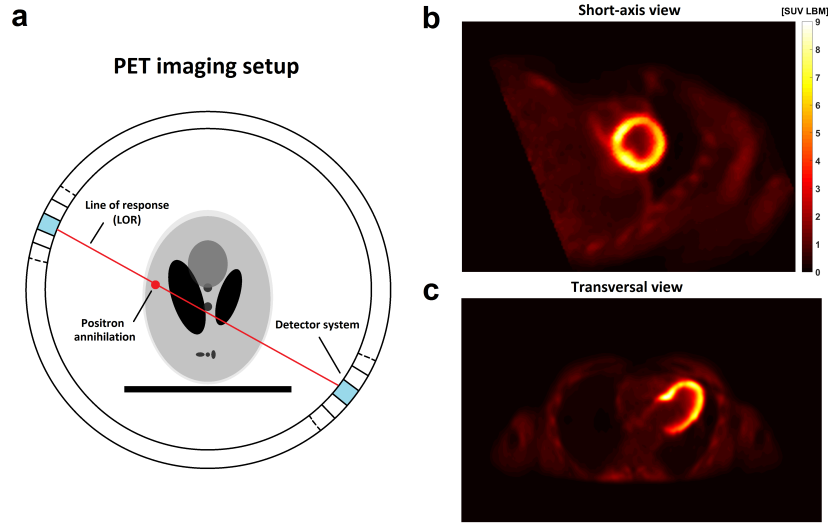 a
PET imaging setup
Line of response
(LOR)
Positron
annihilation
Detector system
b
Short-axis view
[SUV LBM]
9
8
7
6
5
4
3
2
1
0
c
Transversal view